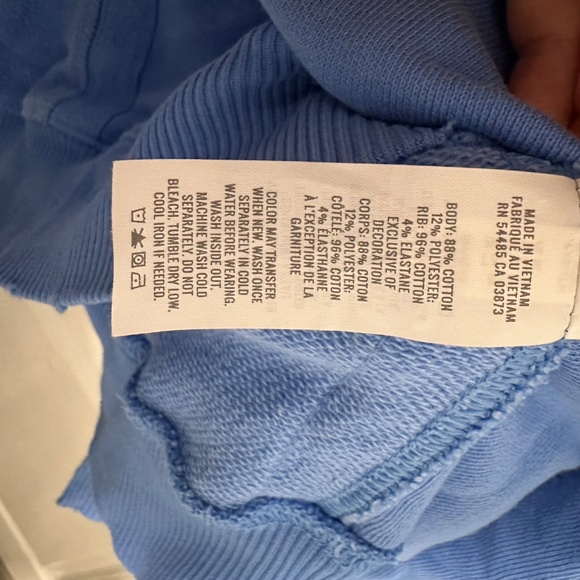 MADE IN VIETNAM
FABRIQUÉ AU VIETNAM
RN 54485 CA 03873
BODY: 88% COTTON
12% POLYESTER;
RIB: 96% COTTON
4% ELASTANE
EXCLUSIVE OF
DECORATION
CORPS: 88% COTON
12% POLYESTER;
CÔTELÉ: 96% COTON
4% ÉLASTHANNE
À L'EXCEPTION DE LA
GARNITURE
COLOR MAY TRANSFER
WHEN NEW. WASH ONCE
SEPARATELY IN COLD
WATER BEFORE WEARING.
WASH INSIDE OUT.
MACHINE WASH COLD
SEPARATELY. DO NOT
BLEACH. TUMBLE DRY LOW.
COOL IRON IF NEEDED.